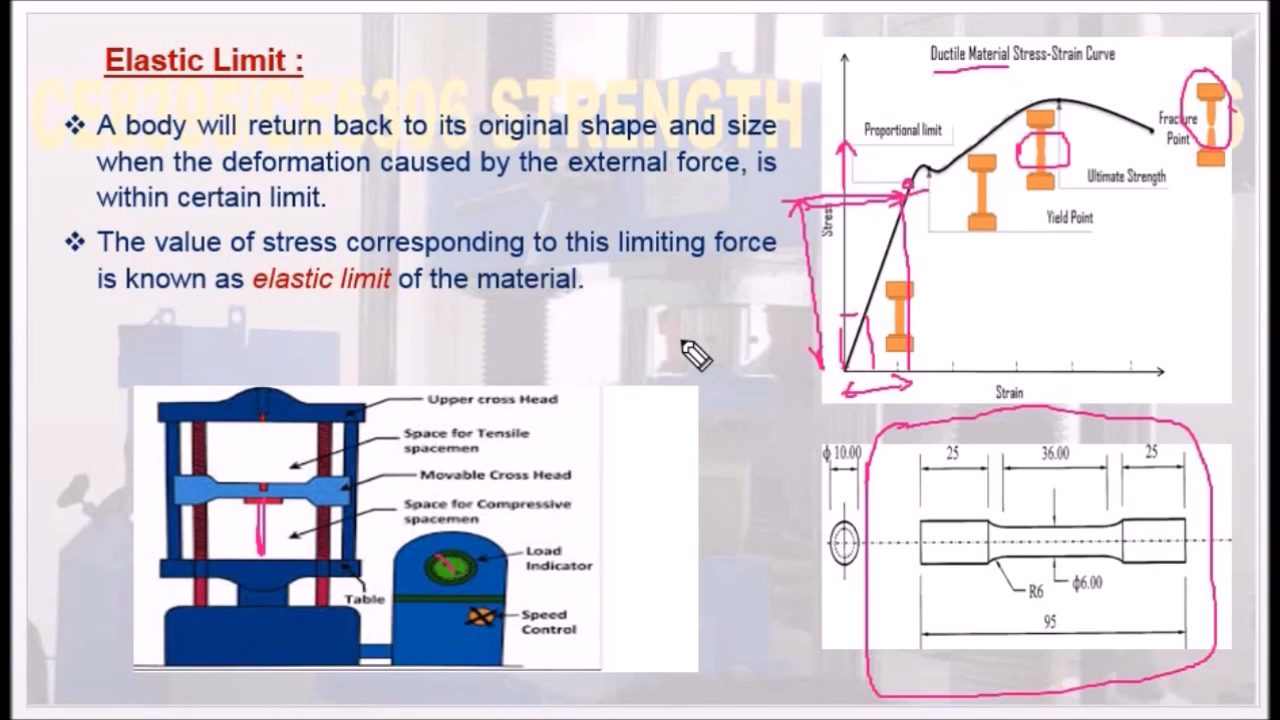 Elastic Limit :
CE8395/CE6306 STRENGTH
❖ A body will return back to its original shape and size
when the deformation caused by the external force, is
within certain limit.
❖ The value of stress corresponding to this limiting force
is known as elastic limit of the material.
Ductile Material Stress-Strain Curve
Proportional limit
Fracture
Point
Ultimate Strength
Yield Point
Stress
Strain
Upper cross Head
Space for Tensile
spacemen
Movable Cross Head
Space for Compressive
spacemen
Load
Indicator
Table
Speed
Control
ϕ 10.00
25
36.00
25
R6
ϕ6.00
95